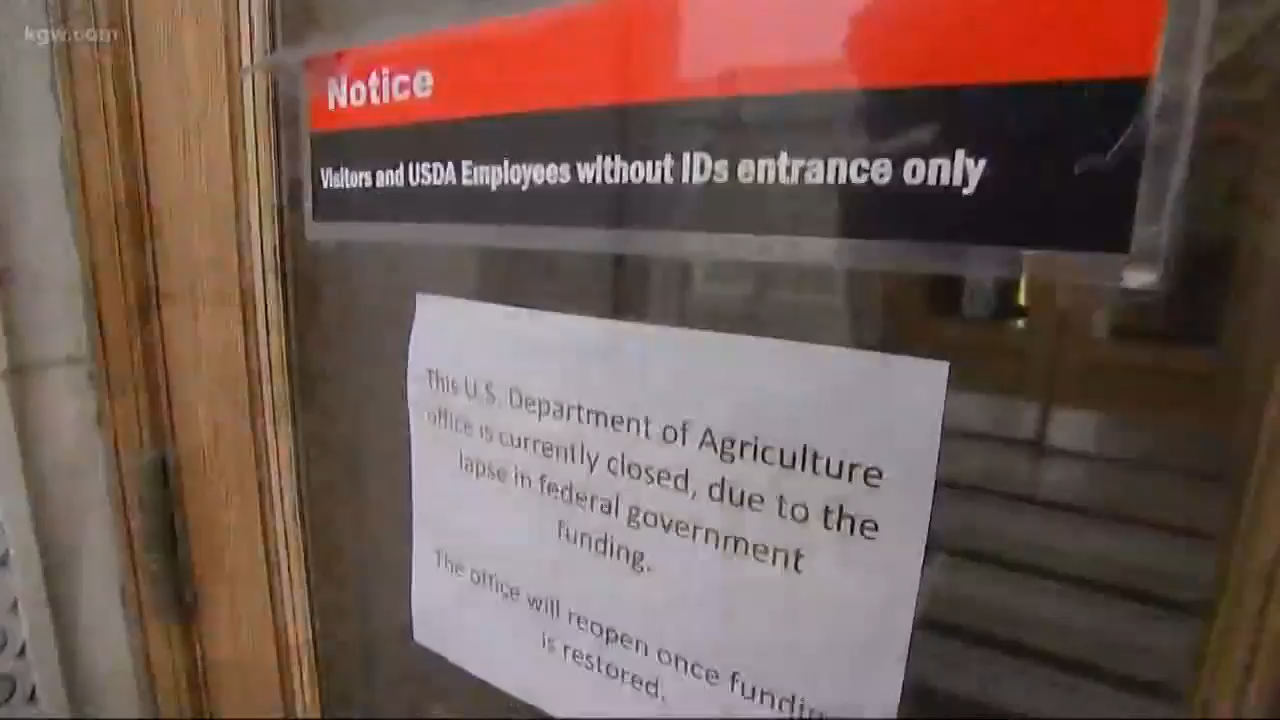 kgw.com
Notice
Visitors and USDA Employees without IDs entrance only
This U.S. Department of Agriculture
office is currently closed, due to the
lapse in federal government
funding.
The office will reopen once fundin
is restored.